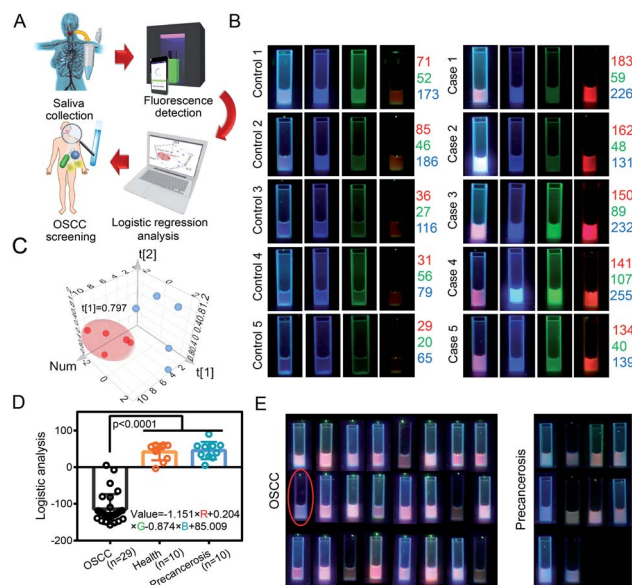 A
Saliva
collection
Fluorescence
detection
OSCC
screening
Logistic regression
analysis
B
Control 1
71
52
173
Case 1
183
59
226
Control 2
85
46
186
Case 2
162
48
131
Control 3
36
27
116
Case 3
150
89
232
Control 4
31
56
79
Case 4
141
107
255
Control 5
29
20
65
Case 5
134
40
139
C
t[2]
t[1]=0.797
Num
t[1]
D
p<0.0001
Logistic analysis
100
0
-100
-200
Value=-1.151×R+0.204
×G-0.874×B+85.009
OSCC (n=29)
Health (n=10)
Precancerosis (n=10)
E
OSCC
Precancerosis